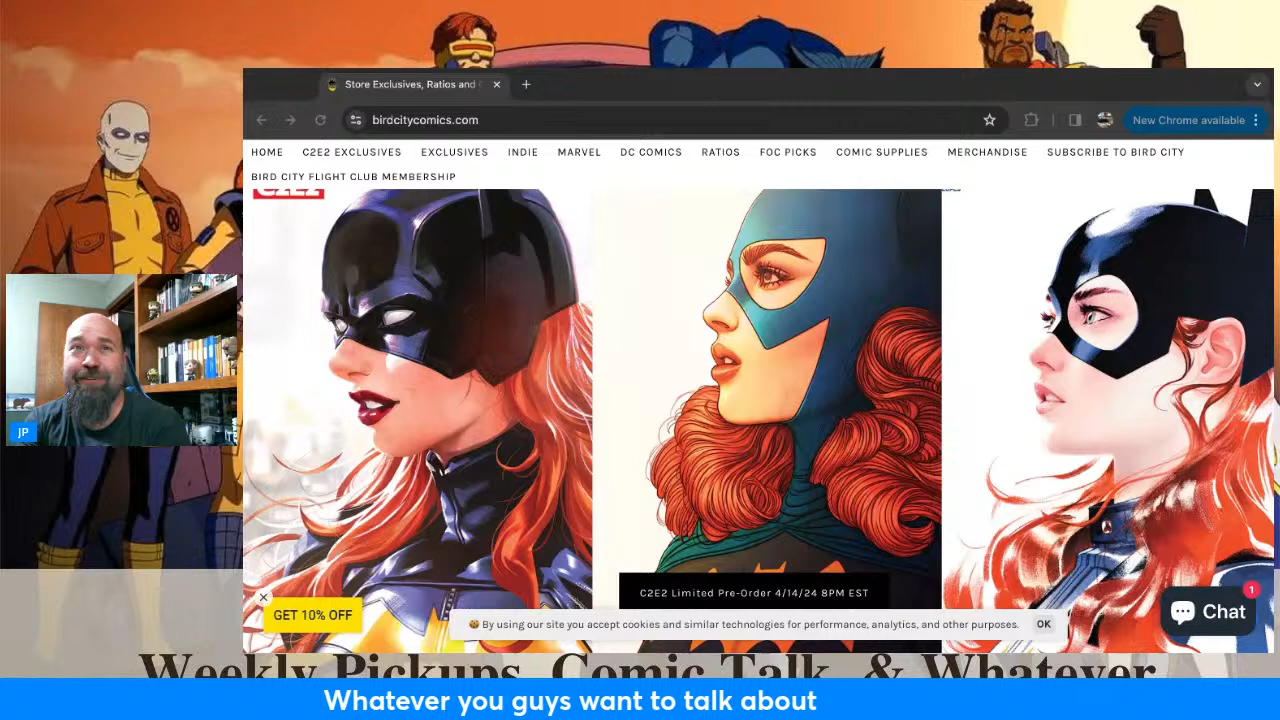 Store Exclusives, Ratios and
birdcitycomics.com
New Chrome available
HOME C2E2 EXCLUSIVES EXCLUSIVES INDIE MARVEL DC COMICS RATIOS FOC PICKS COMIC SUPPLIES MERCHANDISE SUBSCRIBE TO BIRD CITY
BIRD CITY FLIGHT CLUB MEMBERSHIP
C2E2
JP
C2E2 Limited Pre-Order 4/14/24 8PM EST
GET 10% OFF
By using our site you accept cookies and similar technologies for performance, analytics, and other purposes. OK
1
Chat
Weekly Pickups, Comic Talk, & Whatever
Whatever you guys want to talk about